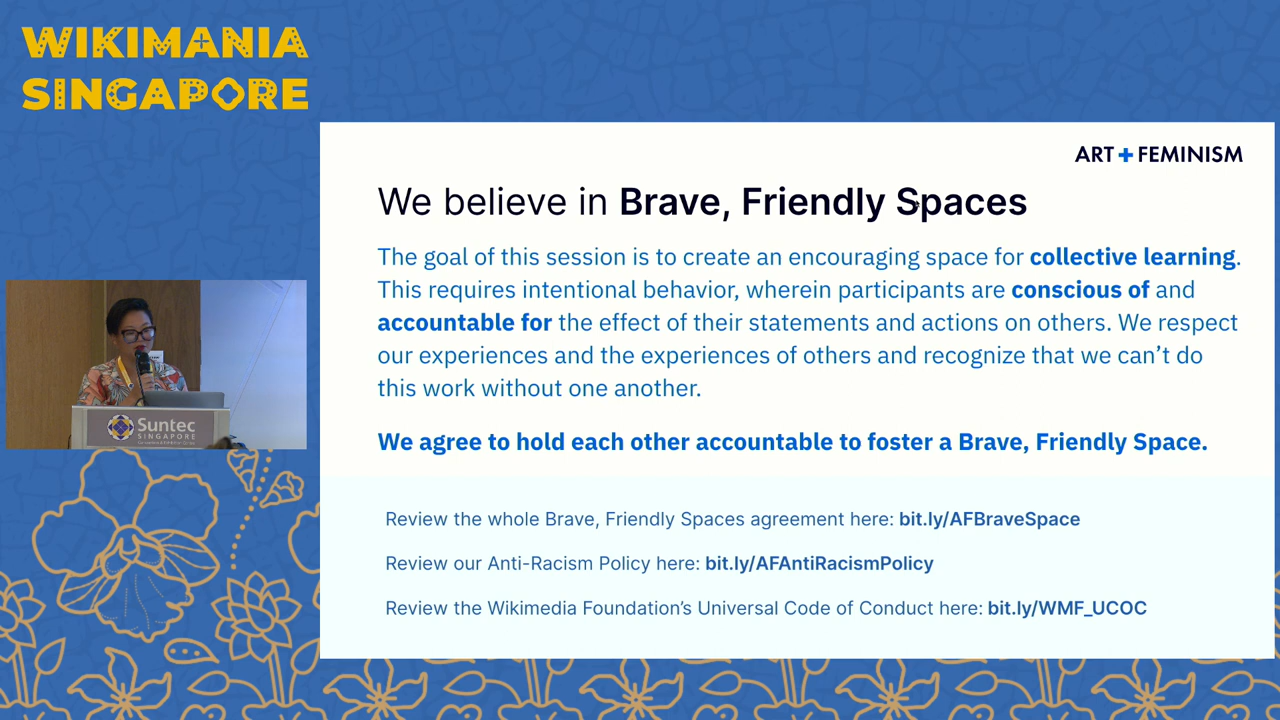 WIKIMANIA
SINGAPORE
ART+FEMINISM
We believe in Brave, Friendly Spaces
The goal of this session is to create an encouraging space for collective learning.
This requires intentional behavior, wherein participants are conscious of and
accountable for the effect of their statements and actions on others. We respect
our experiences and the experiences of others and recognize that we can’t do
this work without one another.
We agree to hold each other accountable to foster a Brave, Friendly Space.
Review the whole Brave, Friendly Spaces agreement here: bit.ly/AFBraveSpace
Review our Anti-Racism Policy here: bit.ly/AFAntiRacismPolicy
Review the Wikimedia Foundation’s Universal Code of Conduct here: bit.ly/WMF_UCOC
Suntec
SINGAPORE